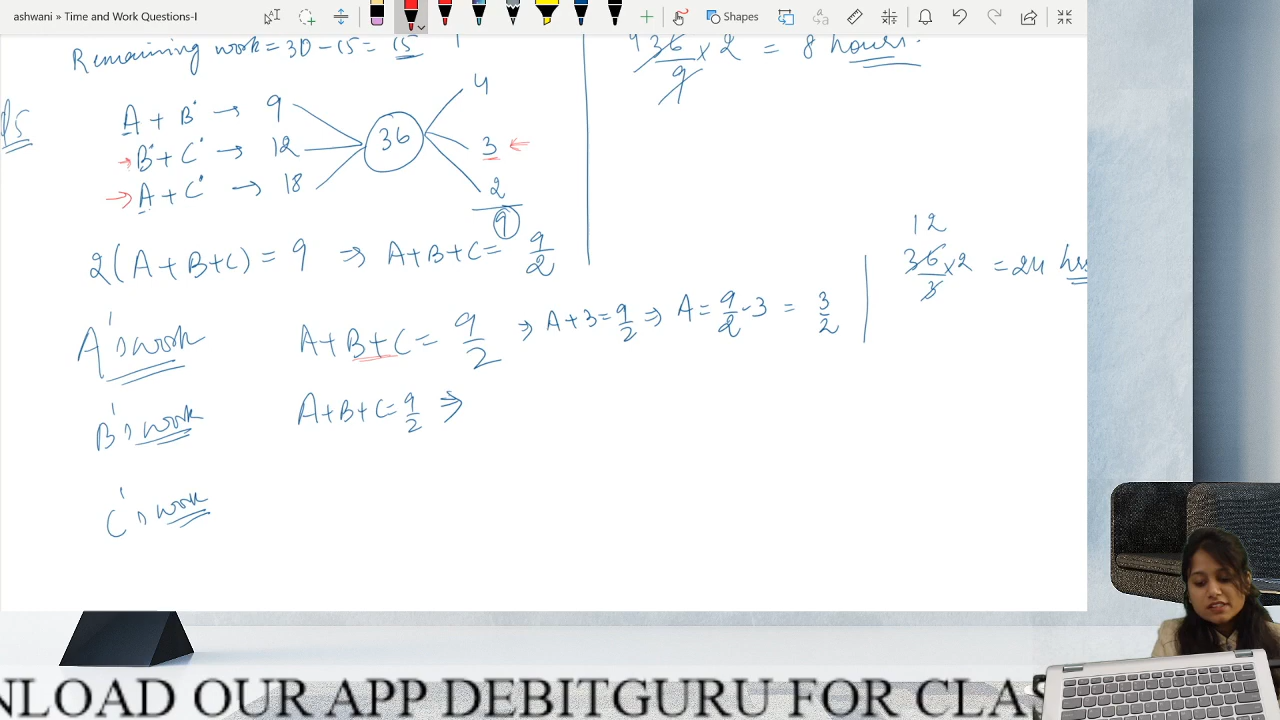 ashwani » Time and Work Questions-I
Shapes
Remaining work = 30 - 15 = 15
36/9 x 2 = 8 hours.
A + B → 9
B + C → 12
A + C → 18
36
4
3
2
9
2(A+B+C) = 9 ⇒ A+B+C = 9/2
12
36/3 x 2 = 24 hrs
A's work A+B+C = 9/2 ⇒ A+3 = 9/2 ⇒ A = 9/2 - 3 = 3/2
B's work A+B+C = 9/2 ⇒
C's work
NLOAD OUR APP DEBITGURU FOR CLA